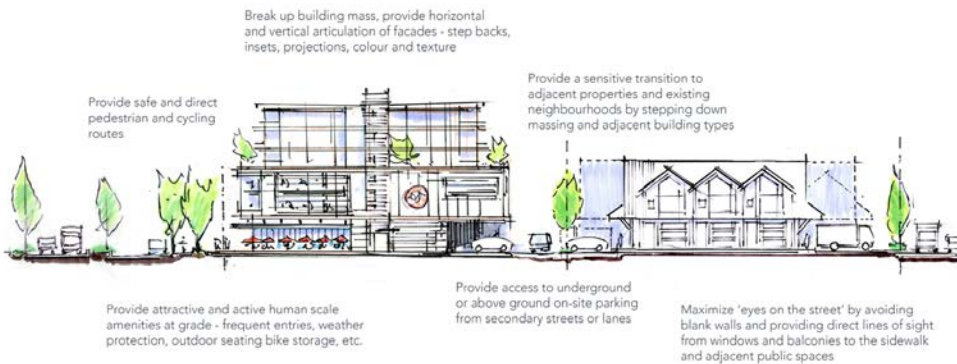 Break up building mass, provide horizontal
and vertical articulation of facades - step backs,
insets, projections, colour and texture
Provide safe and direct
pedestrian and cycling
routes
Provide a sensitive transition to
adjacent properties and existing
neighbourhoods by stepping down
massing and adjacent building types
Provide attractive and active human scale
amenities at grade - frequent entries, weather
protection, outdoor seating bike storage, etc.
Provide access to underground
or above ground on-site parking
from secondary streets or lanes
Maximize ‘eyes on the street’ by avoiding
blank walls and providing direct lines of sight
from windows and balconies to the sidewalk
and adjacent public spaces